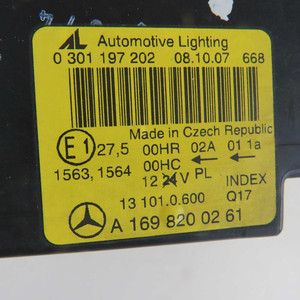 AL Automotive Lighting
0 301 197 202 08.10.07 668
Made in Czech Republic
E1 27,5 00HR 02A 01 1a
1563,1564 00HC ← ←
12 24 V PL INDEX
13 101.0.600 Q17
A 169 820 02 61